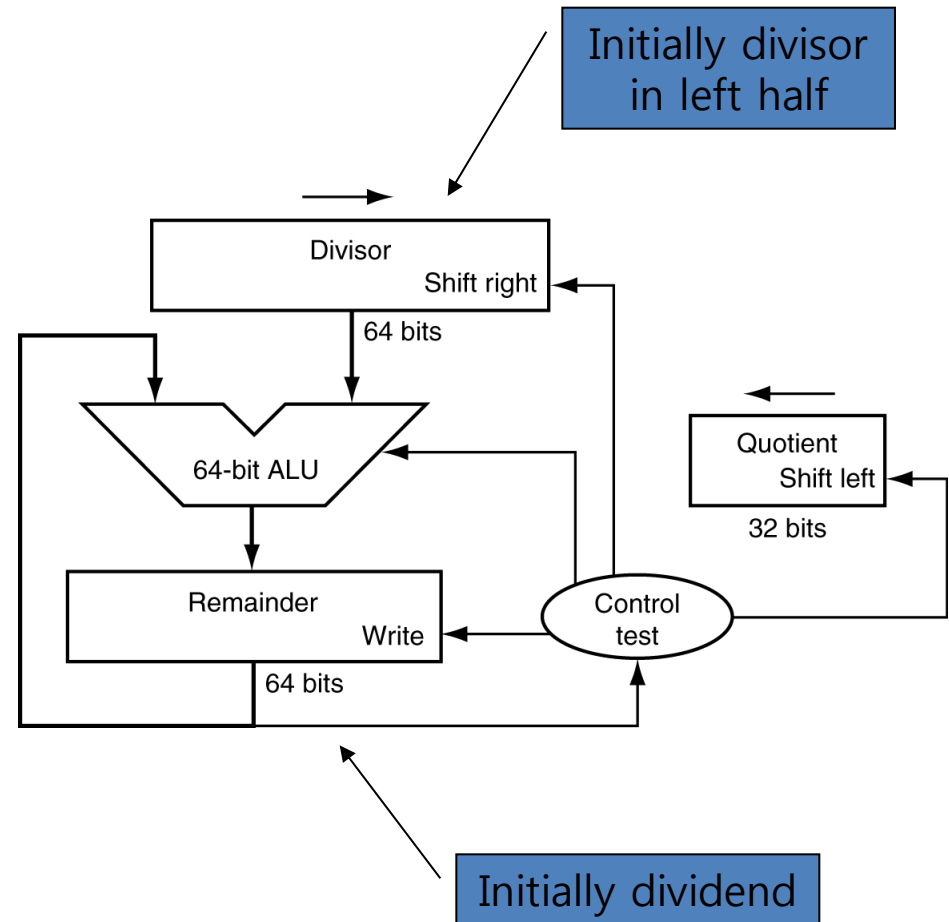 Initially divisor
in left half
Divisor
Shift right
64 bits
64-bit ALU
Quotient
Shift left
32 bits
Remainder
Write
Control
test
64 bits
Initially dividend